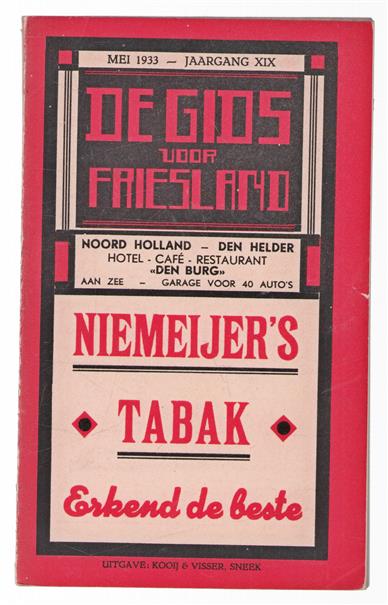 MEI 1933 — JAARGANG XIX
DE GIDS
VOOR
FRIESLAND
NOORD HOLLAND — DEN HELDER
HOTEL - CAFÉ - RESTAURANT
«DEN BURG»
AAN ZEE — GARAGE VOOR 40 AUTO'S
NIEMEIJER'S
TABAK
Erkend de beste
UITGAVE: KOOIJ & VISSER, SNEEK